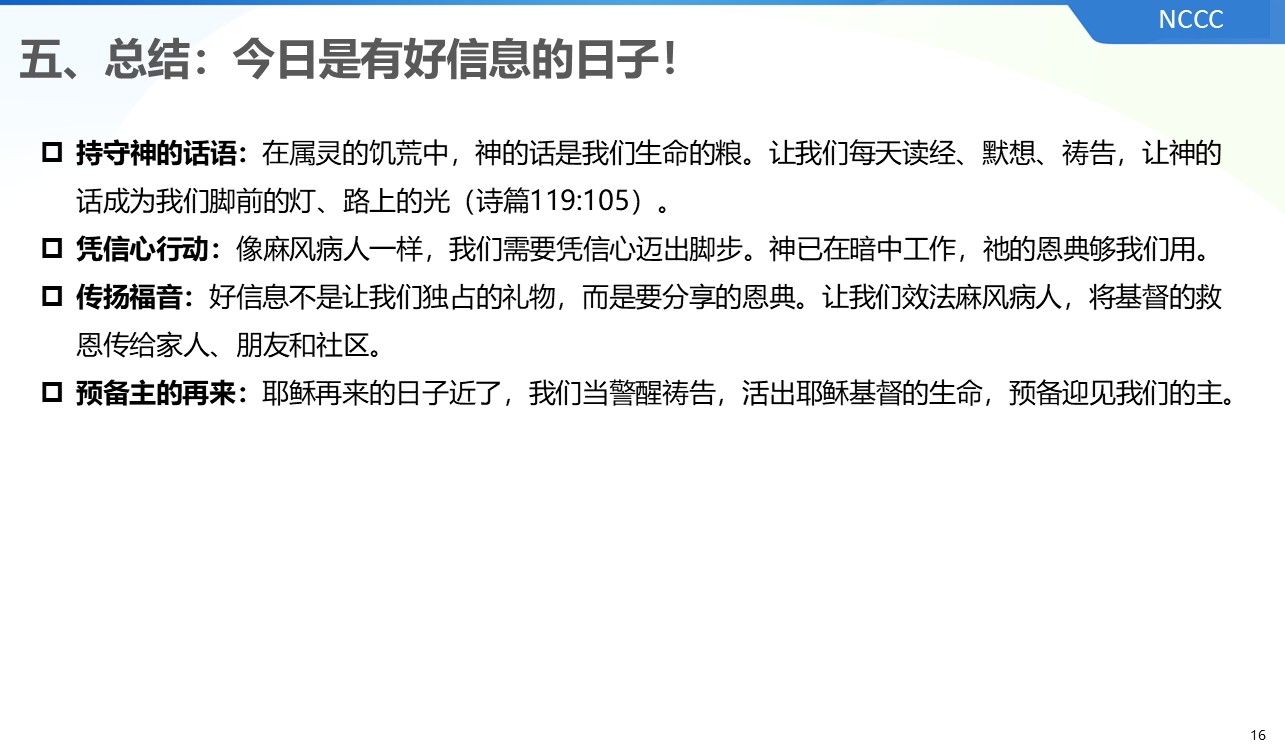 NCCC
五、总结：今日是有好信息的日子！
持守神的话语：在属灵的饥荒中，神的话是我们生命的粮。让我们每天读经、默想、祷告，让神的
话成为我们脚前的灯、路上的光（诗篇119:105）。
凭信心行动：像麻风病人一样，我们需要凭信心迈出脚步。神已在暗中工作，祂的恩典够我们用。
传扬福音：好信息不是让我们独占的礼物，而是要分享的恩典。让我们效法麻风病人，将基督的救
恩传给家人、朋友和社区。
预备主的再来：耶稣再来的日子近了，我们当警醒祷告，活出耶稣基督的生命，预备迎见我们的主。
16